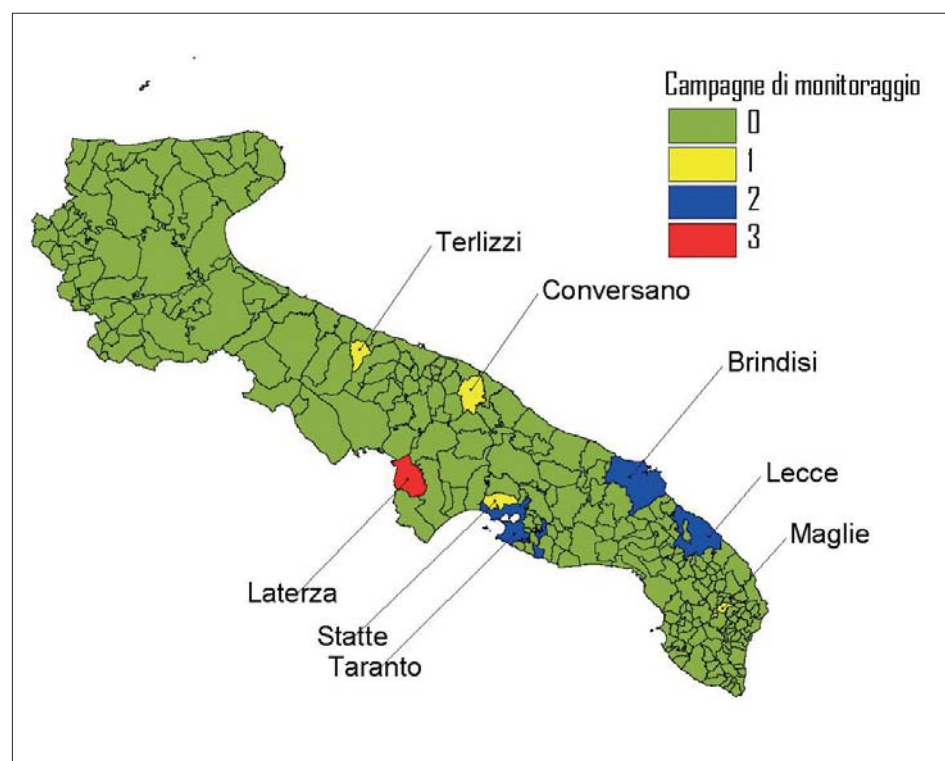 Campagne di monitoraggio
0
1
2
3
Terlizzi
Conversano
Brindisi
Lecce
Maglie
Laterza
Statte
Taranto